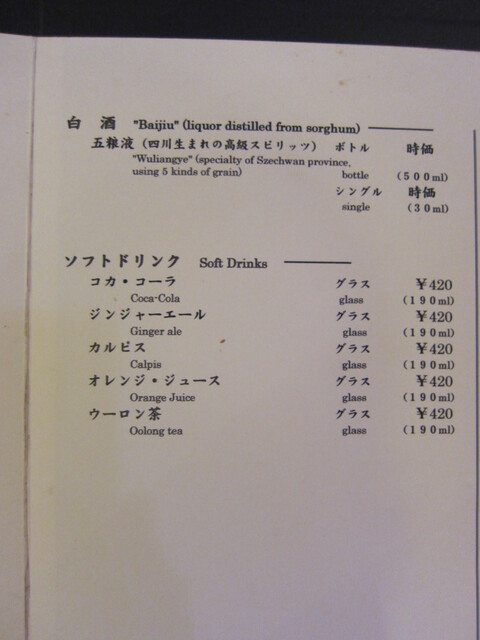 白酒 "Baijiu" (liquor distilled from sorghum)
五糧液 (四川生まれの高級スピリッツ) ボトル 時価
"Wuliangye" (specialty of Szechwan province, using 5 kinds of grain) bottle (500ml)
シングル 時価
single (30ml)
ソフトドリンク Soft Drinks
コカ・コーラ グラス ¥420
Coca-Cola glass (190ml)
ジンジャーエール グラス ¥420
Ginger ale glass (190ml)
カルピス グラス ¥420
Calpis glass (190ml)
オレンジ・ジュース グラス ¥420
Orange Juice glass (190ml)
ウーロン茶 グラス ¥420
Oolong tea glass (190ml)